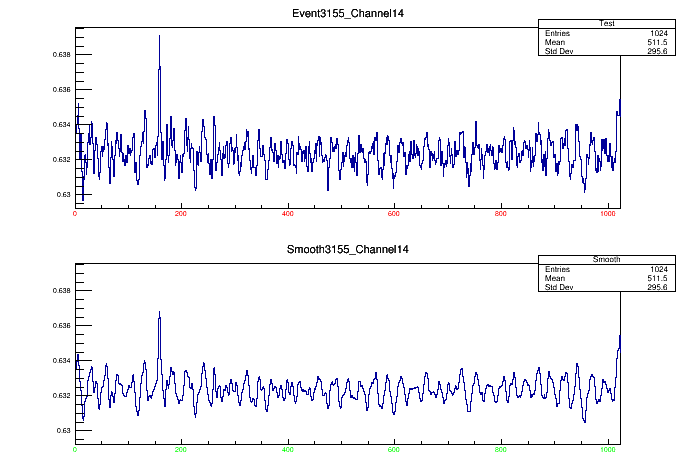 Event3155_Channel14
Test
Entries 1024
Mean 511.5
Std Dev 295.6
0.638
0.636
0.634
0.632
0.63
0 200 400 600 800 1000
Smooth3155_Channel14
Smooth
Entries 1024
Mean 511.5
Std Dev 295.6
0.638
0.636
0.634
0.632
0.63
0 200 400 600 800 1000